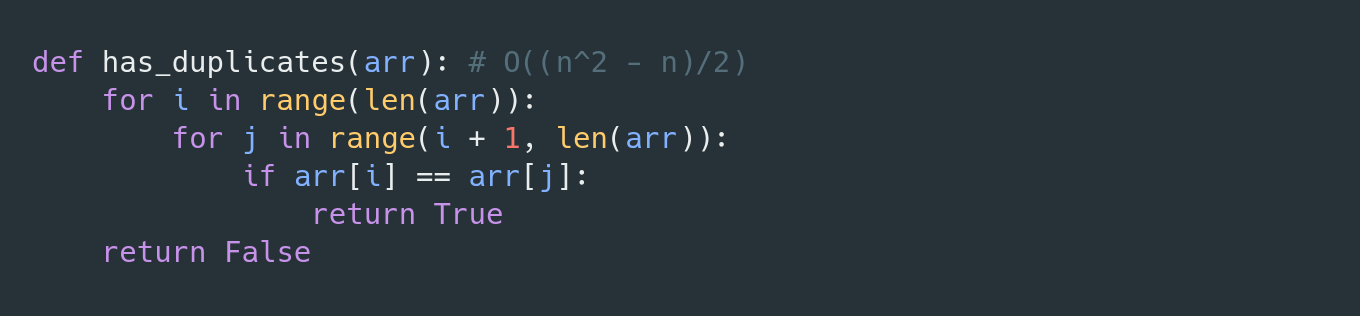 def has_duplicates(arr): # O((n^2 - n)/2)
    for i in range(len(arr)):
        for j in range(i + 1, len(arr)):
            if arr[i] == arr[j]:
                return True
    return False